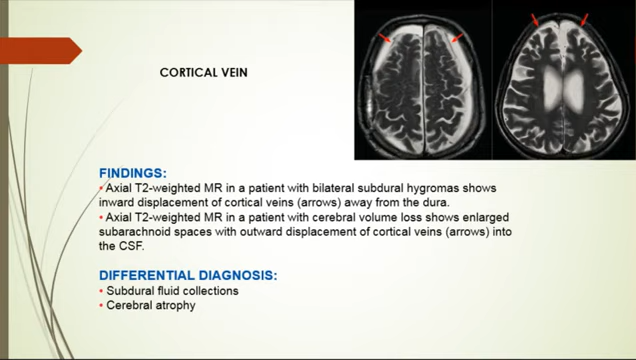 CORTICAL VEIN
FINDINGS:
• Axial T2-weighted MR in a patient with bilateral subdural hygromas shows
inward displacement of cortical veins (arrows) away from the dura.
• Axial T2-weighted MR in a patient with cerebral volume loss shows enlarged
subarachnoid spaces with outward displacement of cortical veins (arrows) into
the CSF.
DIFFERENTIAL DIAGNOSIS:
• Subdural fluid collections
• Cerebral atrophy